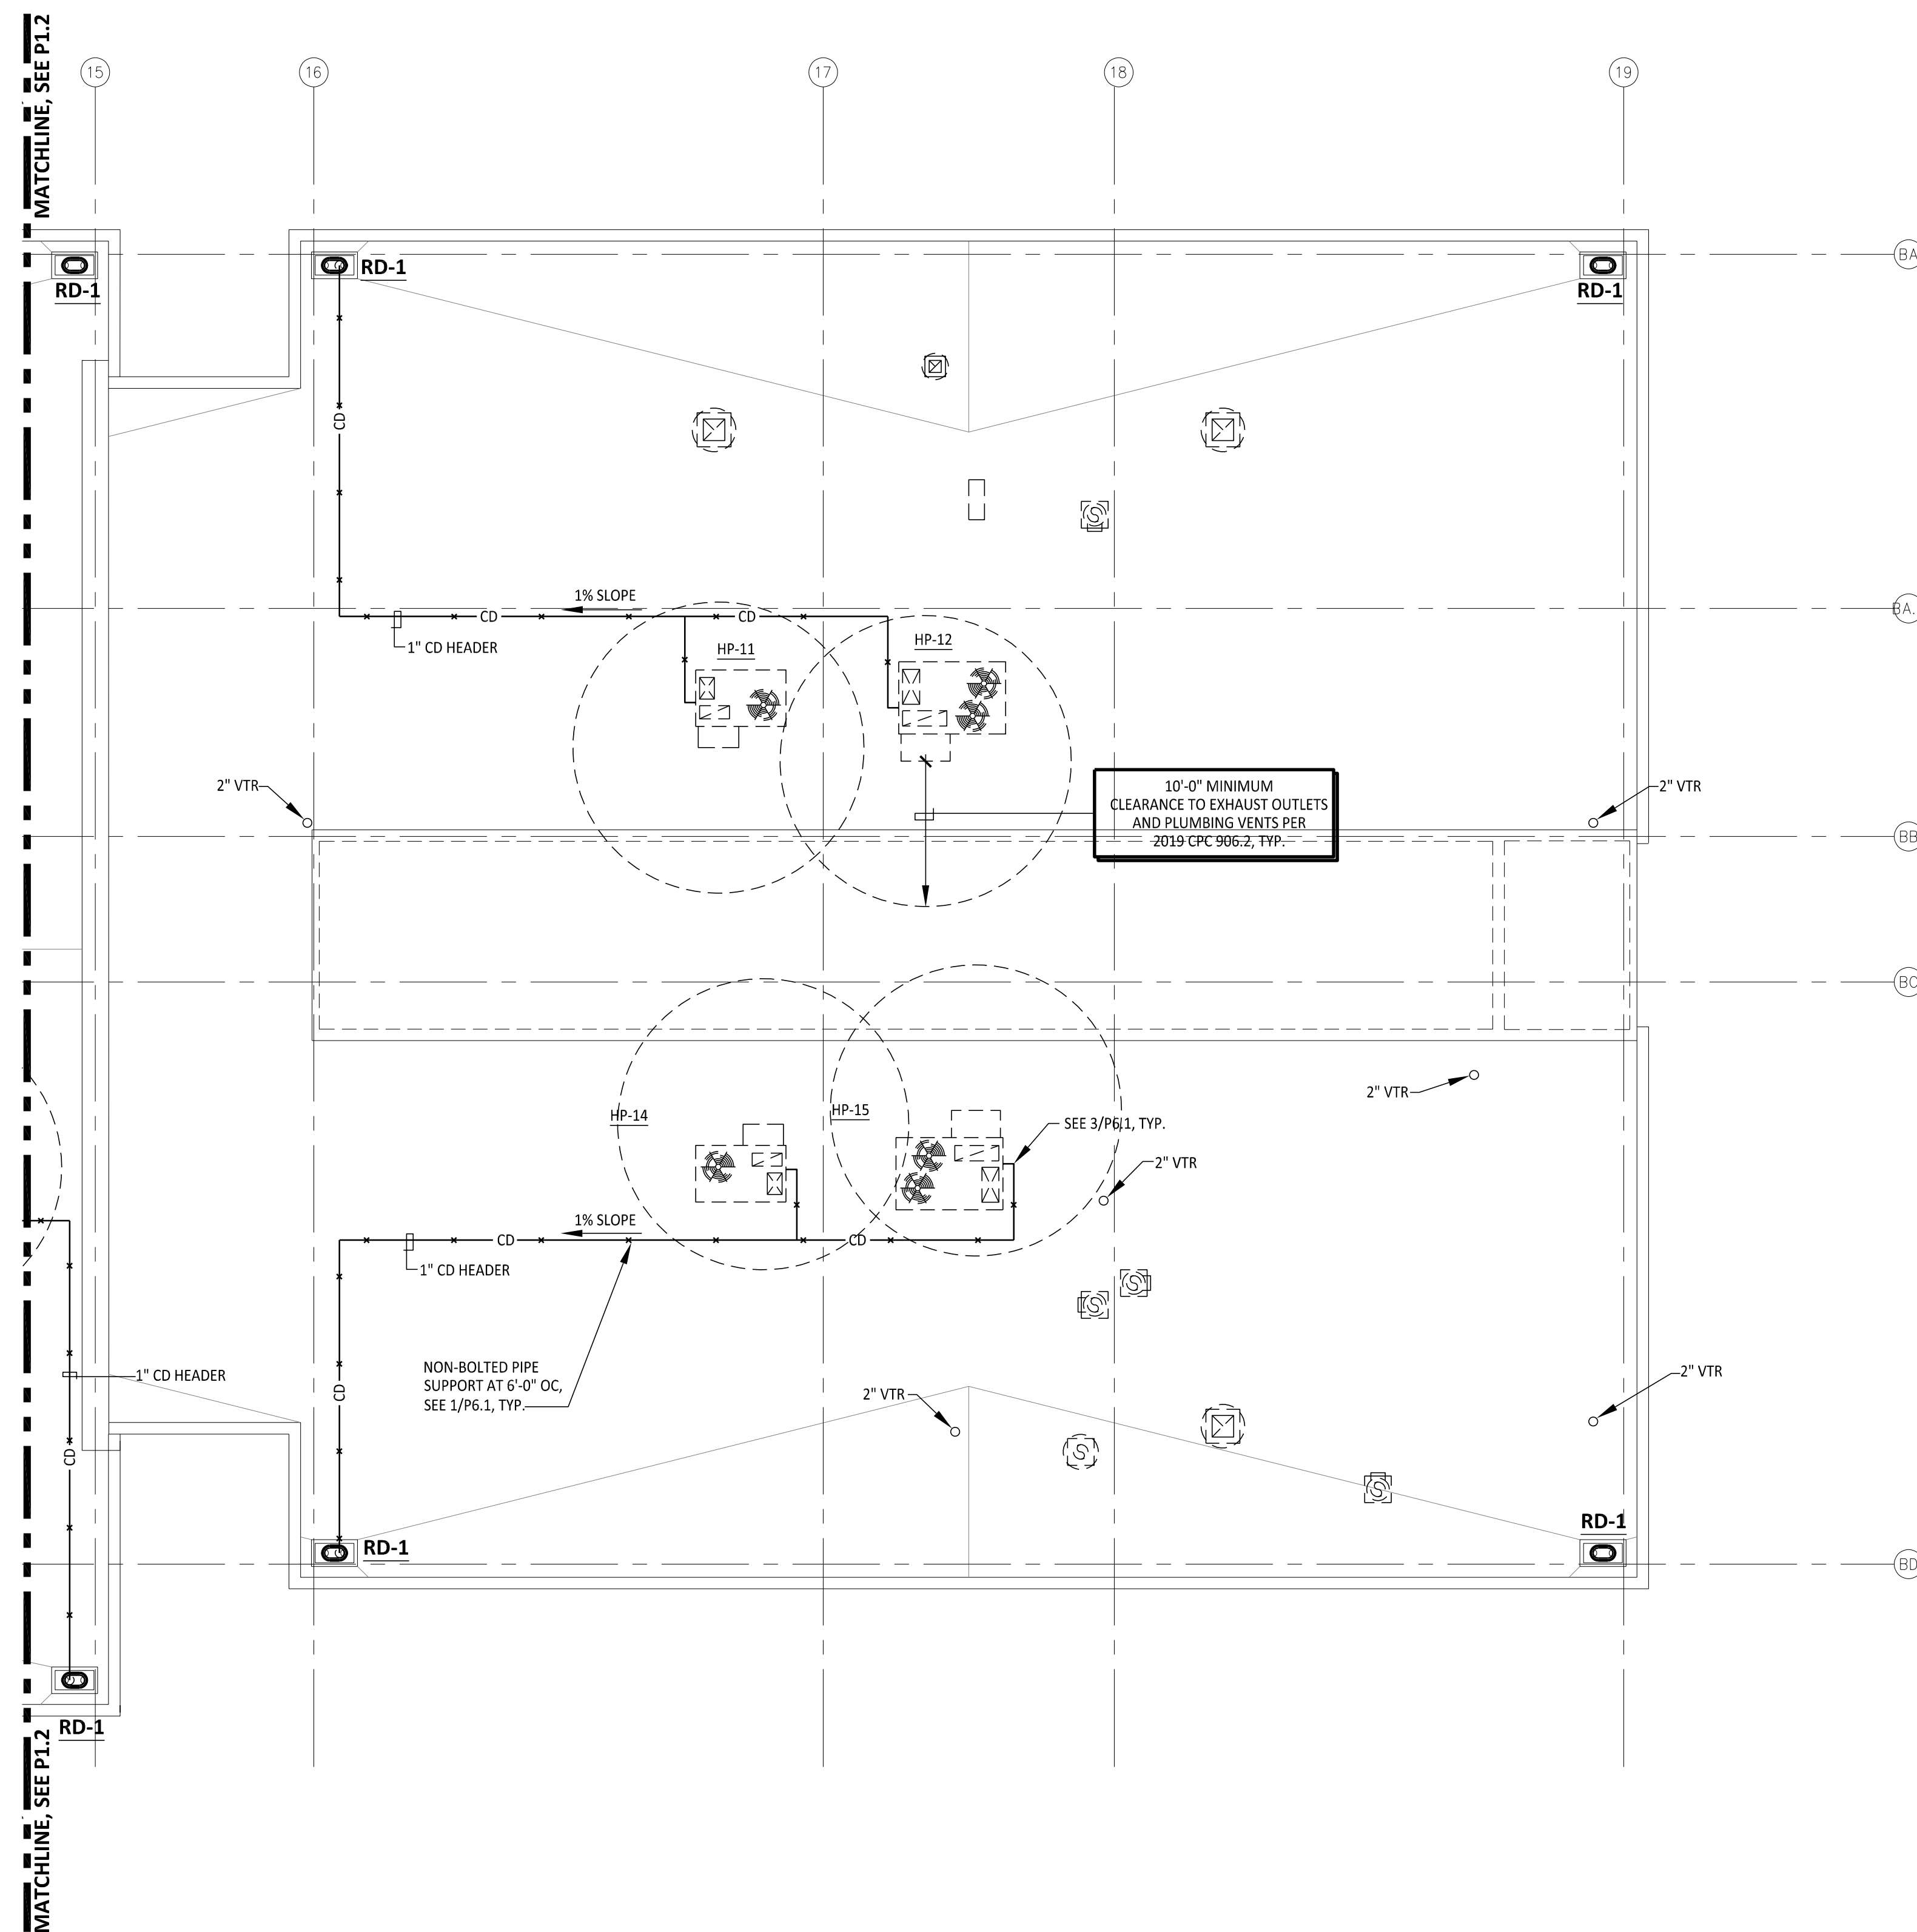 MATCHLINE, SEE P1.2
15
16
17
18
19
BA
RD-1
RD-1
RD-1
CD
1% SLOPE
BA.
CD
CD
1" CD HEADER
HP-11
HP-12
2" VTR
2" VTR
10'-0" MINIMUM
CLEARANCE TO EXHAUST OUTLETS
AND PLUMBING VENTS PER
2019 CPC 906.2, TYP.
BB
S
BC
2" VTR
HP-14
HP-15
SEE 3/P6.1, TYP.
2" VTR
1% SLOPE
CD
CD
1" CD HEADER
S
S
NON-BOLTED PIPE
SUPPORT AT 6'-0" OC,
SEE 1/P6.1, TYP.
1" CD HEADER
CD
CD
2" VTR
2" VTR
S
S
RD-1
RD-1
BD
RD-1
MATCHLINE, SEE P1.2